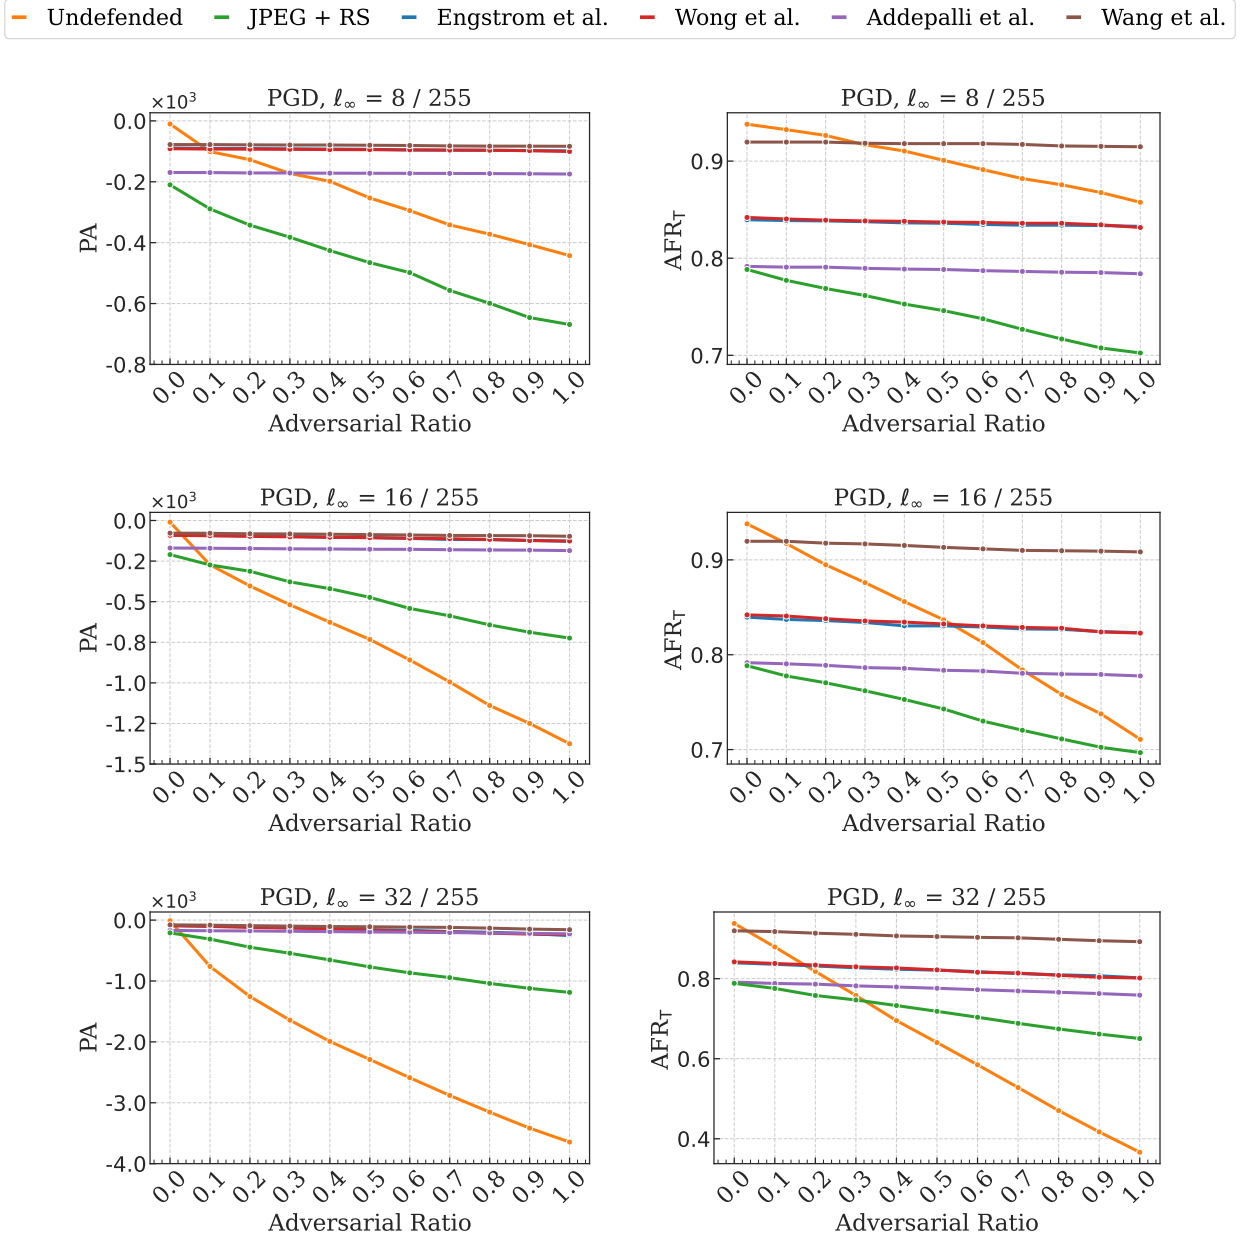 Undefended JPEG + RS Engstrom et al. Wong et al. Addepalli et al. Wang et al.
×10³
PGD, ℓ∞ = 8 / 255
0.0
-0.2
-0.4
-0.6
-0.8
PA
0.0 0.1 0.2 0.3 0.4 0.5 0.6 0.7 0.8 0.9 1.0
Adversarial Ratio
PGD, ℓ∞ = 8 / 255
0.9
0.8
0.7
AFR_T
0.0 0.1 0.2 0.3 0.4 0.5 0.6 0.7 0.8 0.9 1.0
Adversarial Ratio
×10³
PGD, ℓ∞ = 16 / 255
0.0
-0.2
-0.5
-0.8
-1.0
-1.2
-1.5
PA
0.0 0.1 0.2 0.3 0.4 0.5 0.6 0.7 0.8 0.9 1.0
Adversarial Ratio
PGD, ℓ∞ = 16 / 255
0.9
0.8
0.7
AFR_T
0.0 0.1 0.2 0.3 0.4 0.5 0.6 0.7 0.8 0.9 1.0
Adversarial Ratio
×10³
PGD, ℓ∞ = 32 / 255
0.0
-1.0
-2.0
-3.0
-4.0
PA
0.0 0.1 0.2 0.3 0.4 0.5 0.6 0.7 0.8 0.9 1.0
Adversarial Ratio
PGD, ℓ∞ = 32 / 255
0.8
0.6
0.4
AFR_T
0.0 0.1 0.2 0.3 0.4 0.5 0.6 0.7 0.8 0.9 1.0
Adversarial Ratio